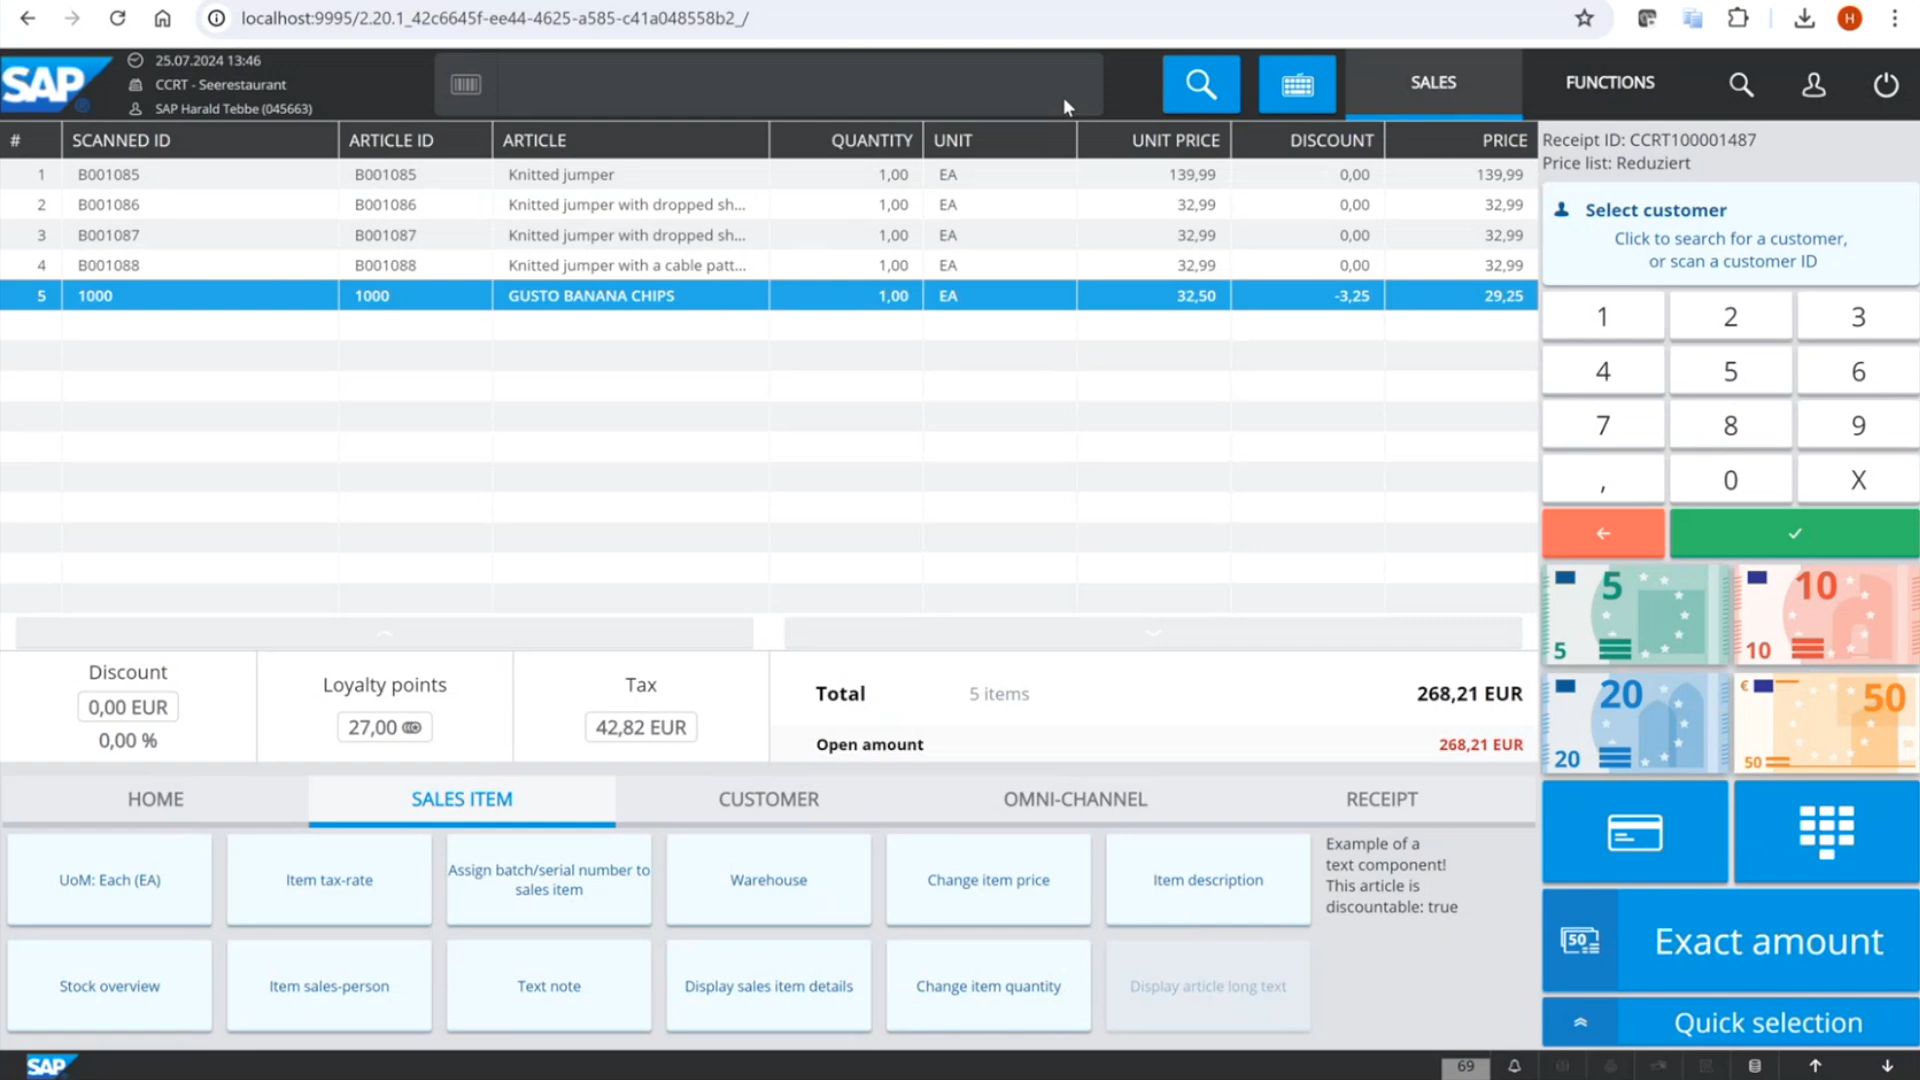 localhost:9995/2.20.1_42c6645f-ee44-4625-a585-c41a048558b2_/
H
SAP
25.07.2024 13:46
CCRT - Seerestaurant
SAP Harald Tebbe (045663)
SALES
FUNCTIONS
# SCANNED ID ARTICLE ID ARTICLE QUANTITY UNIT UNIT PRICE DISCOUNT PRICE
1 B001085 B001085 Knitted jumper 1,00 EA 139,99 0,00 139,99
2 B001086 B001086 Knitted jumper with dropped sh... 1,00 EA 32,99 0,00 32,99
3 B001087 B001087 Knitted jumper with dropped sh... 1,00 EA 32,99 0,00 32,99
4 B001088 B001088 Knitted jumper with a cable patt... 1,00 EA 32,99 0,00 32,99
5 1000 1000 GUSTO BANANA CHIPS 1,00 EA 32,50 -3,25 29,25
Receipt ID: CCRT100001487
Price list: Reduziert
Select customer
Click to search for a customer,
or scan a customer ID
1 2 3
4 5 6
7 8 9
, 0 X
5 5
10 10
20 20
€ 50 50
Discount
0,00 EUR
0,00 %
Loyalty points
27,00
Tax
42,82 EUR
Total 5 items 268,21 EUR
Open amount 268,21 EUR
HOME SALES ITEM CUSTOMER OMNI-CHANNEL RECEIPT
UoM: Each (EA)
Item tax-rate
Assign batch/serial number to
sales item
Warehouse
Change item price
Item description
Example of a
text component!
This article is
discountable: true
Stock overview
Item sales-person
Text note
Display sales item details
Change item quantity
Display article long text
50
Exact amount
Quick selection
SAP
69